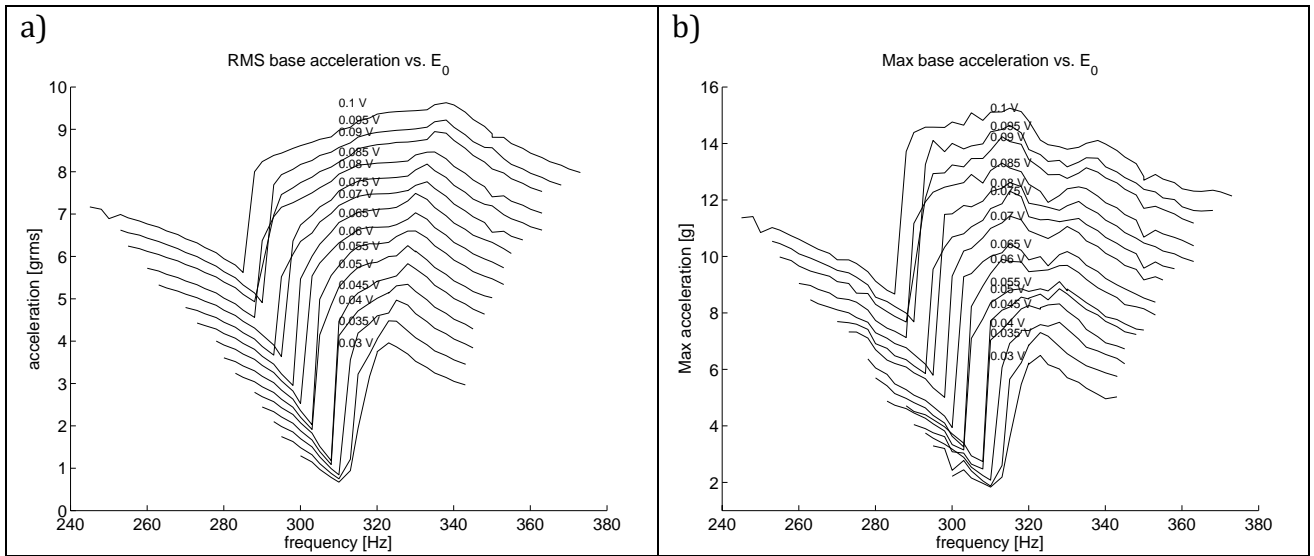 a)
RMS base acceleration vs. E0
10
9
8
7
6
5
4
3
2
1
0
acceleration [grms]
0.1 V
0.095 V
0.09 V
0.085 V
0.08 V
0.075 V
0.07 V
0.065 V
0.06 V
0.055 V
0.05 V
0.045 V
0.04 V
0.035 V
0.03 V
240 260 280 300 320 340 360 380
frequency [Hz]
b)
Max base acceleration vs. E0
16
14
12
10
8
6
4
2
Max acceleration [g]
0.1 V
0.095 V
0.09 V
0.085 V
0.08 V
0.075 V
0.07 V
0.065 V
0.06 V
0.055 V
0.05 V
0.045 V
0.04 V
0.035 V
0.03 V
240 260 280 300 320 340 360 380
frequency [Hz]